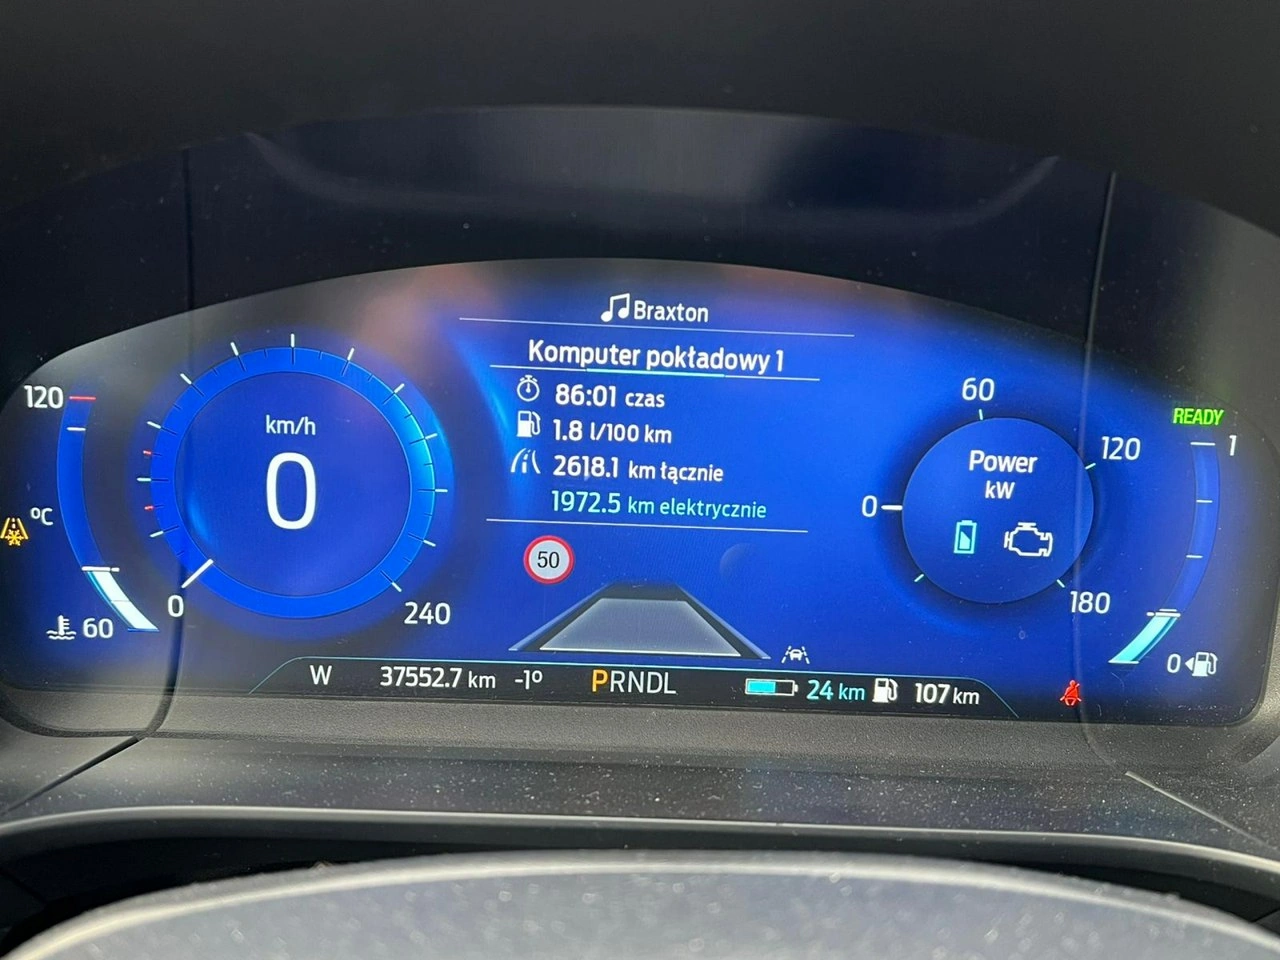 Braxton
Komputer pokładowy 1
86:01 czas
1.8 l/100 km
2618.1 km łącznie
1972.5 km elektrycznie
50
120
°C
60
km/h
0
0
240
60
120
0
Power
kW
180
READY
1
0
W 37552.7 km -1° PRNDL 24 km 107 km